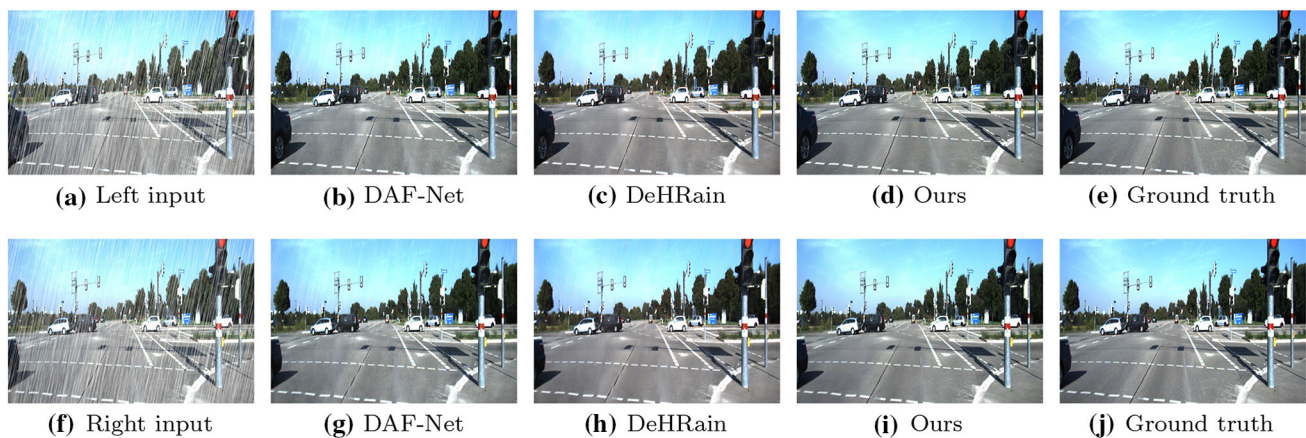 (a) Left input
(b) DAF-Net
(c) DeHRain
(d) Ours
(e) Ground truth
(f) Right input
(g) DAF-Net
(h) DeHRain
(i) Ours
(j) Ground truth